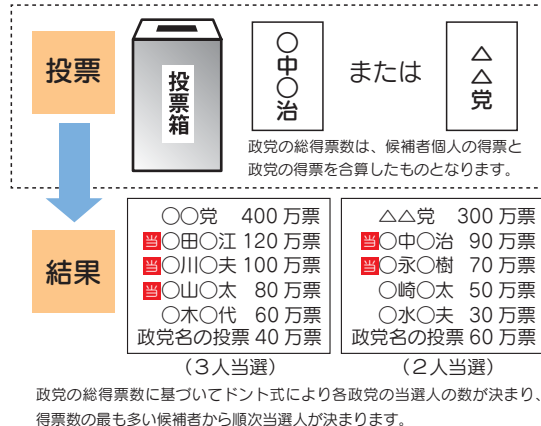 投票
投票箱
○中○治
または
△△党
政党の総得票数は、候補者個人の得票と
政党の得票を合算したものとなります。
結果
○○党 400万票
当○田○江 120万票
当○川○夫 100万票
当○山○太 80万票
○木○代 60万票
政党名の投票 40万票
(3人当選)
△△党 300万票
当○中○治 90万票
当○永○樹 70万票
○崎○太 50万票
○水○夫 30万票
政党名の投票 60万票
(2人当選)
政党の総得票数に基づいてドント式により各政党の当選人の数が決まり、
得票数の最も多い候補者から順次当選人が決まります。